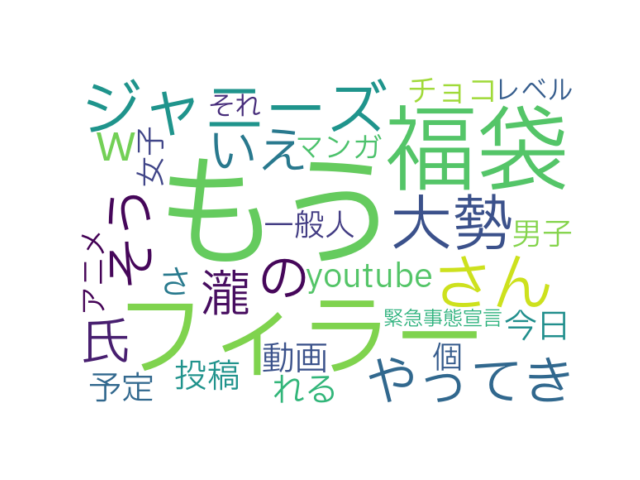 チョコ
レベル
ジャニーズ
それ
福袋
w
女子
いえ
マンガ
もう
そう
一般人
大勢
男子
アニメ
さ
瀧
の
youtube
さん
氏
フィラー
緊急事態宣言
今日
動画
個
予定
投稿
れる
やってき